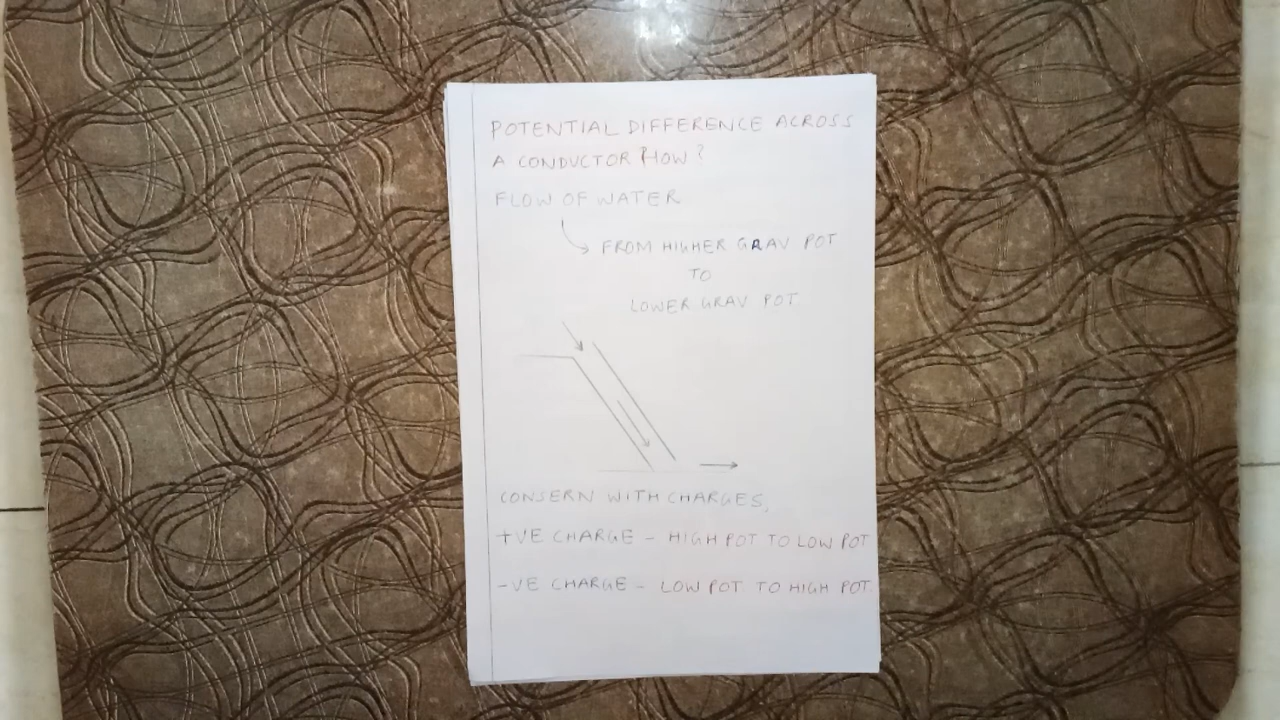 POTENTIAL DIFFERENCE ACROSS
A CONDUCTOR ?HOW?
FLOW OF WATER
FROM HIGHER GRAV POT
TO
LOWER GRAV POT
CONSERN WITH CHARGES,
+VE CHARGE - HIGH POT TO LOW POT
-VE CHARGE - LOW POT TO HIGH POT.